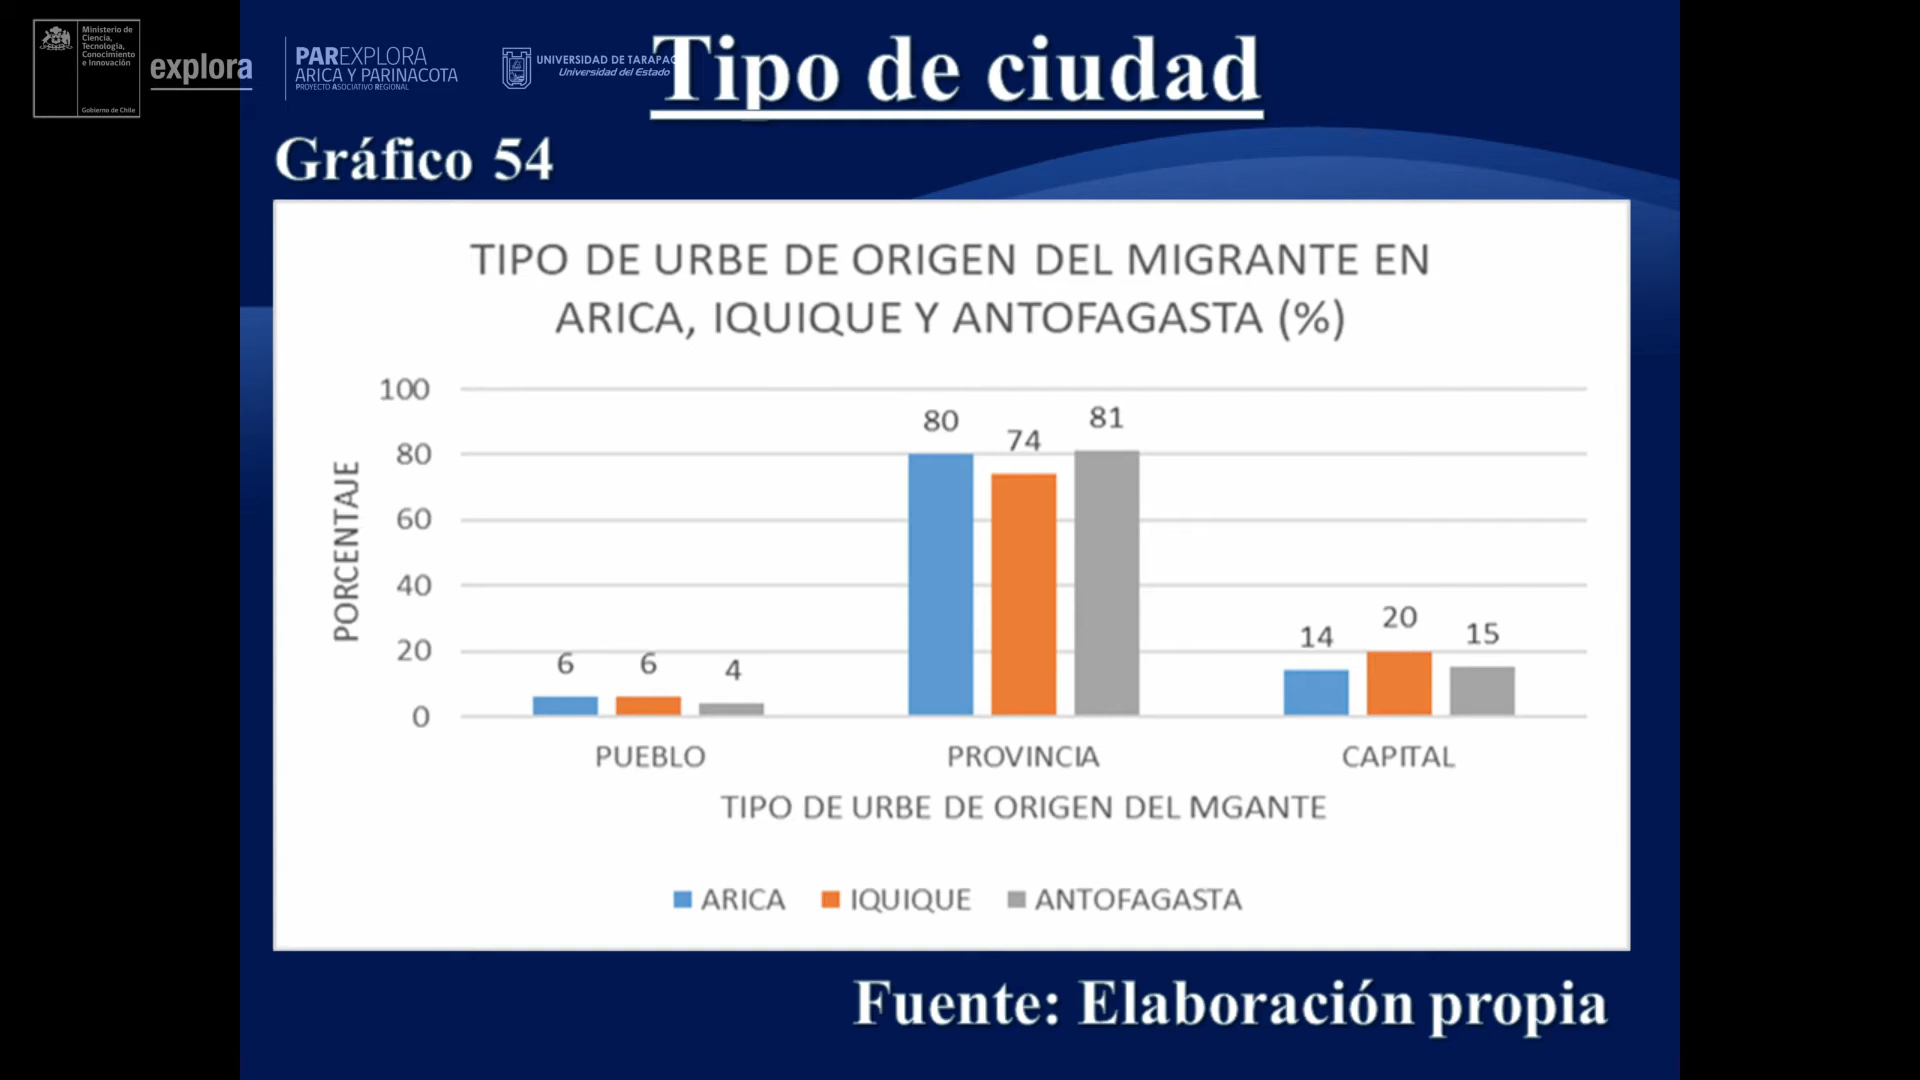 Ministerio de
Ciencia,
Tecnología,
Conocimiento
e Innovación
Gobierno de Chile
explora
PAREXPLORA
ARICA Y PARINACOTA
PROYECTO ASOCIATIVO REGIONAL
UNIVERSIDAD DE TARAPAC
Universidad del Estado
Tipo de ciudad
Gráfico 54
TIPO DE URBE DE ORIGEN DEL MIGRANTE EN
ARICA, IQUIQUE Y ANTOFAGASTA (%)
PORCENTAJE
100
80
60
40
20
0
6 6 4
80 74 81
14 20 15
PUEBLO PROVINCIA CAPITAL
TIPO DE URBE DE ORIGEN DEL MGANTE
ARICA IQUIQUE ANTOFAGASTA
Fuente: Elaboración propia